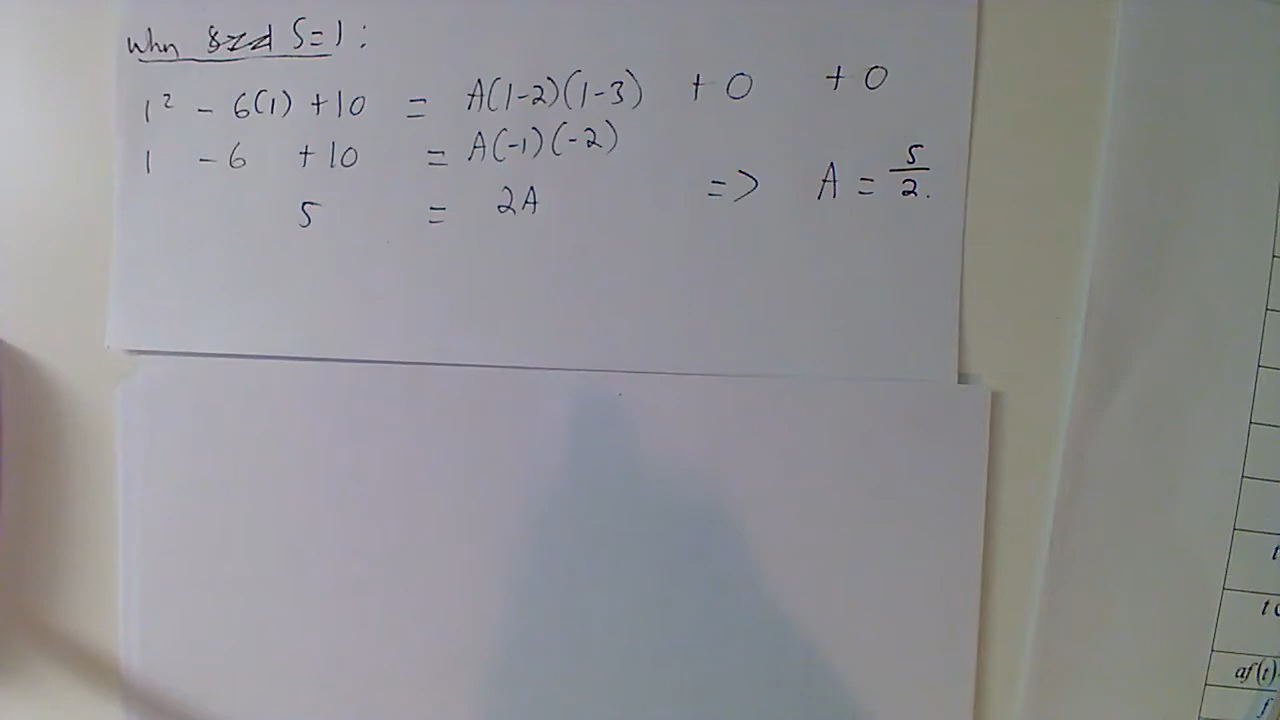 When s=1:
1² - 6(1) + 10 = A(1-2)(1-3) + 0 + 0
1 - 6 + 10 = A(-1)(-2)
5 = 2A => A = 5/2.
t
t
af(t)
f